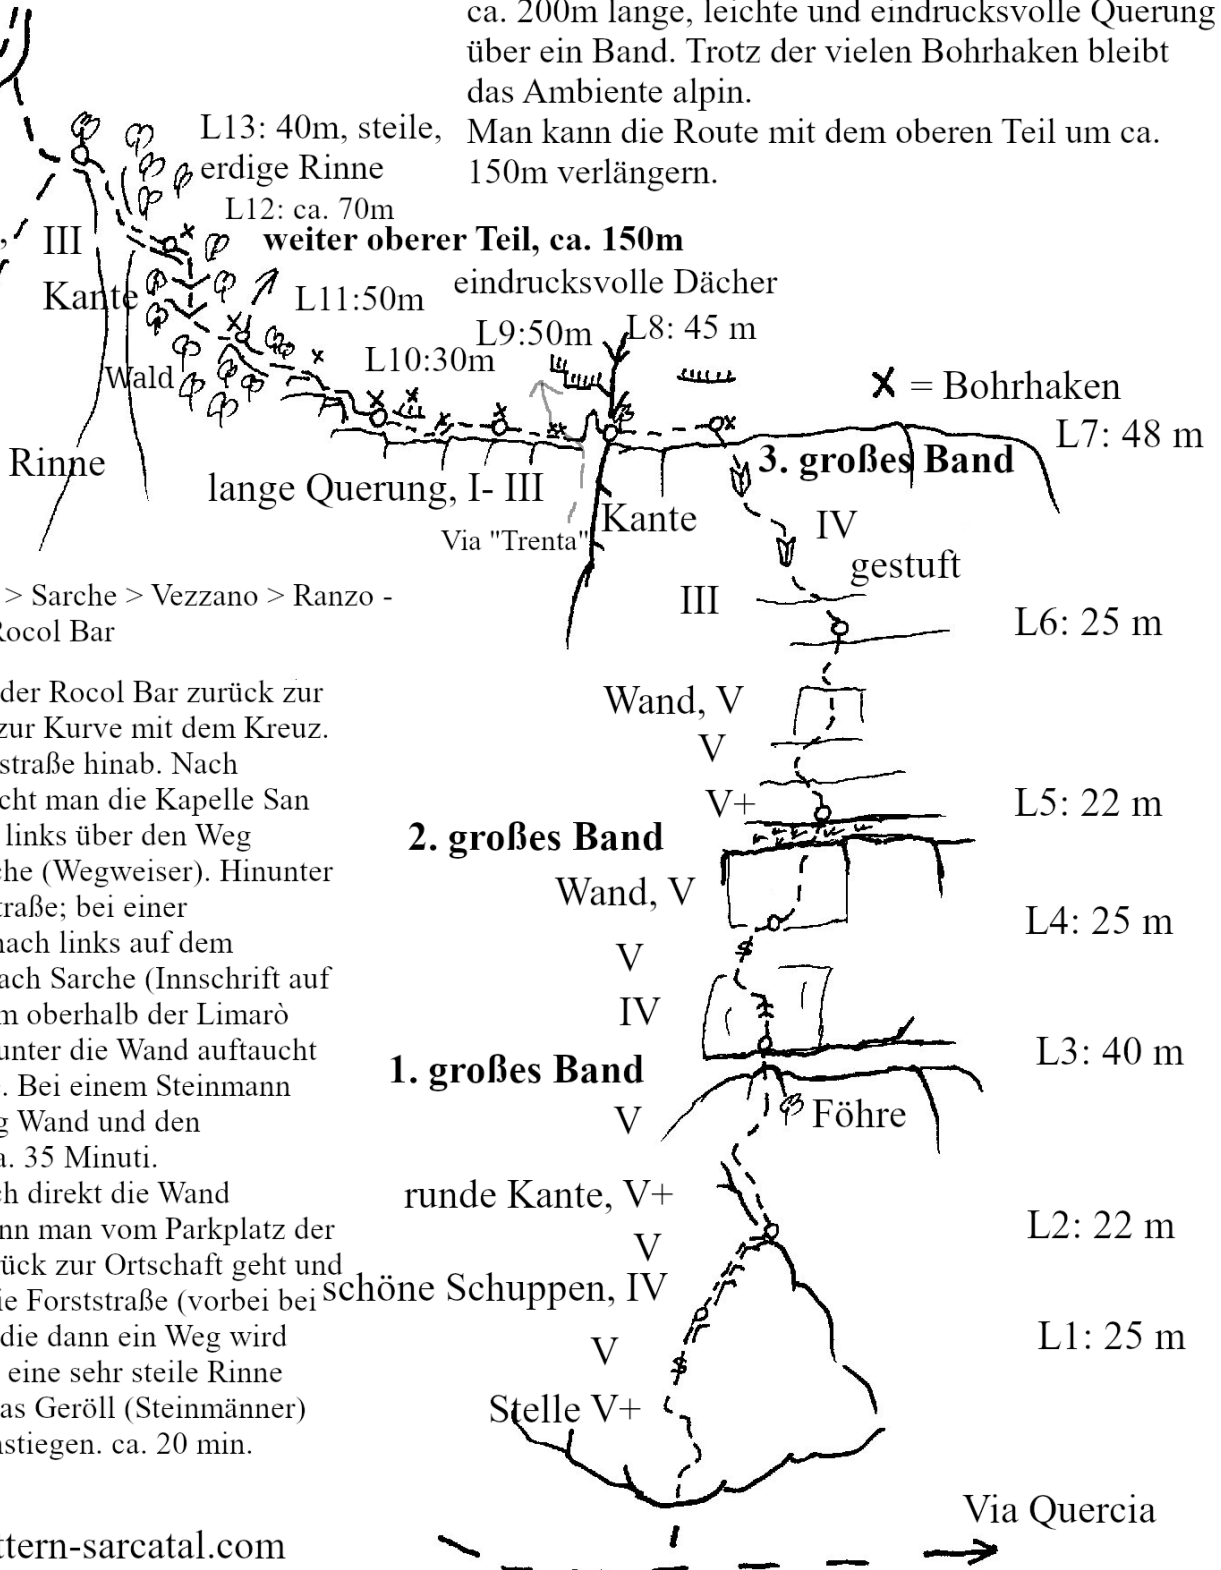 ca. 200m lange, leichte und eindrucksvolle Querung
über ein Band. Trotz der vielen Bohrhaken bleibt
das Ambiente alpin.
Man kann die Route mit dem oberen Teil um ca.
150m verlängern.
L13: 40m, steile,
erdige Rinne
L12: ca. 70m
III
weiter oberer Teil, ca. 150m
Kante
eindrucksvolle Dächer
L11:50m
L9:50m
L8: 45 m
L10:30m
Wald
X = Bohrhaken
L7: 48 m
3. großes Band
Rinne
lange Querung, I- III
Kante
IV
Via "Trenta"
gestuft
III
L6: 25 m
> Sarche > Vezzano > Ranzo -
Rocol Bar
der Rocol Bar zurück zur
zur Kurve mit dem Kreuz.
straße hinab. Nach
cht man die Kapelle San
links über den Weg
che (Wegweiser). Hinunter
traße; bei einer
nach links auf dem
ach Sarche (Innschrift auf
m oberhalb der Limarò
unter die Wand auftaucht
. Bei einem Steinmann
g Wand und den
a. 35 Minuti.
ch direkt die Wand
nn man vom Parkplatz der
rück zur Ortschaft geht und
ie Forststraße (vorbei bei
die dann ein Weg wird
eine sehr steile Rinne
as Geröll (Steinmänner)
nstiegen. ca. 20 min.
Wand, V
V
V+
L5: 22 m
2. großes Band
Wand, V
L4: 25 m
V
IV
L3: 40 m
1. großes Band
V
Föhre
runde Kante, V+
L2: 22 m
V
schöne Schuppen, IV
L1: 25 m
V
Stelle V+
Via Quercia
ttern-sarcatal.com